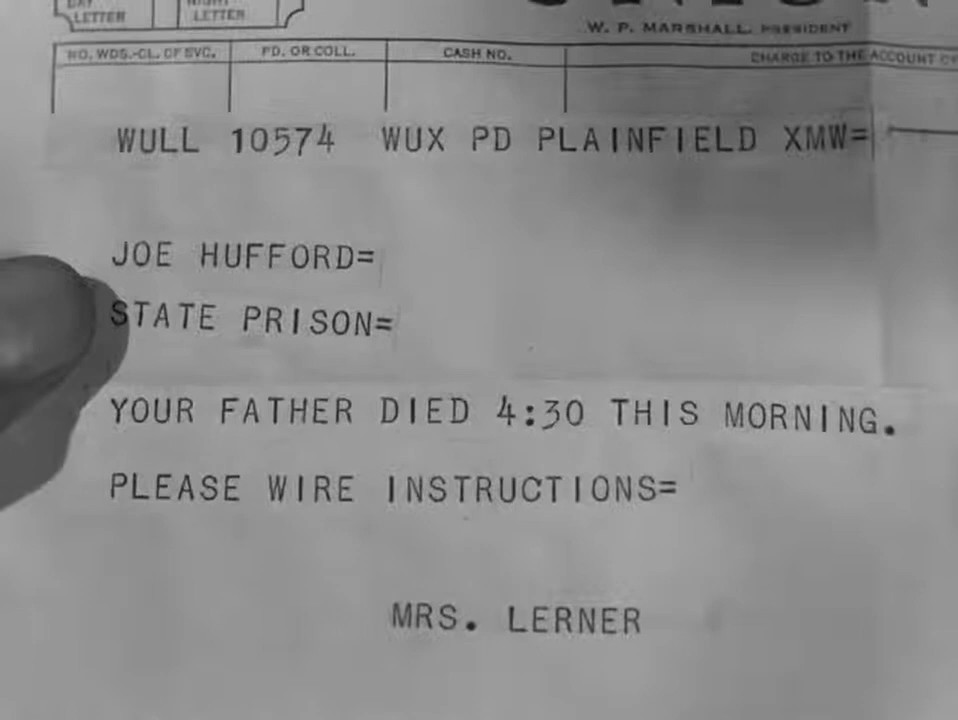 LETTER
LETTER
W. P. MARSHALL, PRESIDENT
NO. WDS.-CL. OF SVC. PD. OR COLL. CASH NO. CHARGE TO THE ACCOUNT OF
WULL 10574 WUX PD PLAINFIELD XMW=
JOE HUFFORD=
STATE PRISON=
YOUR FATHER DIED 4:30 THIS MORNING.
PLEASE WIRE INSTRUCTIONS=
MRS. LERNER